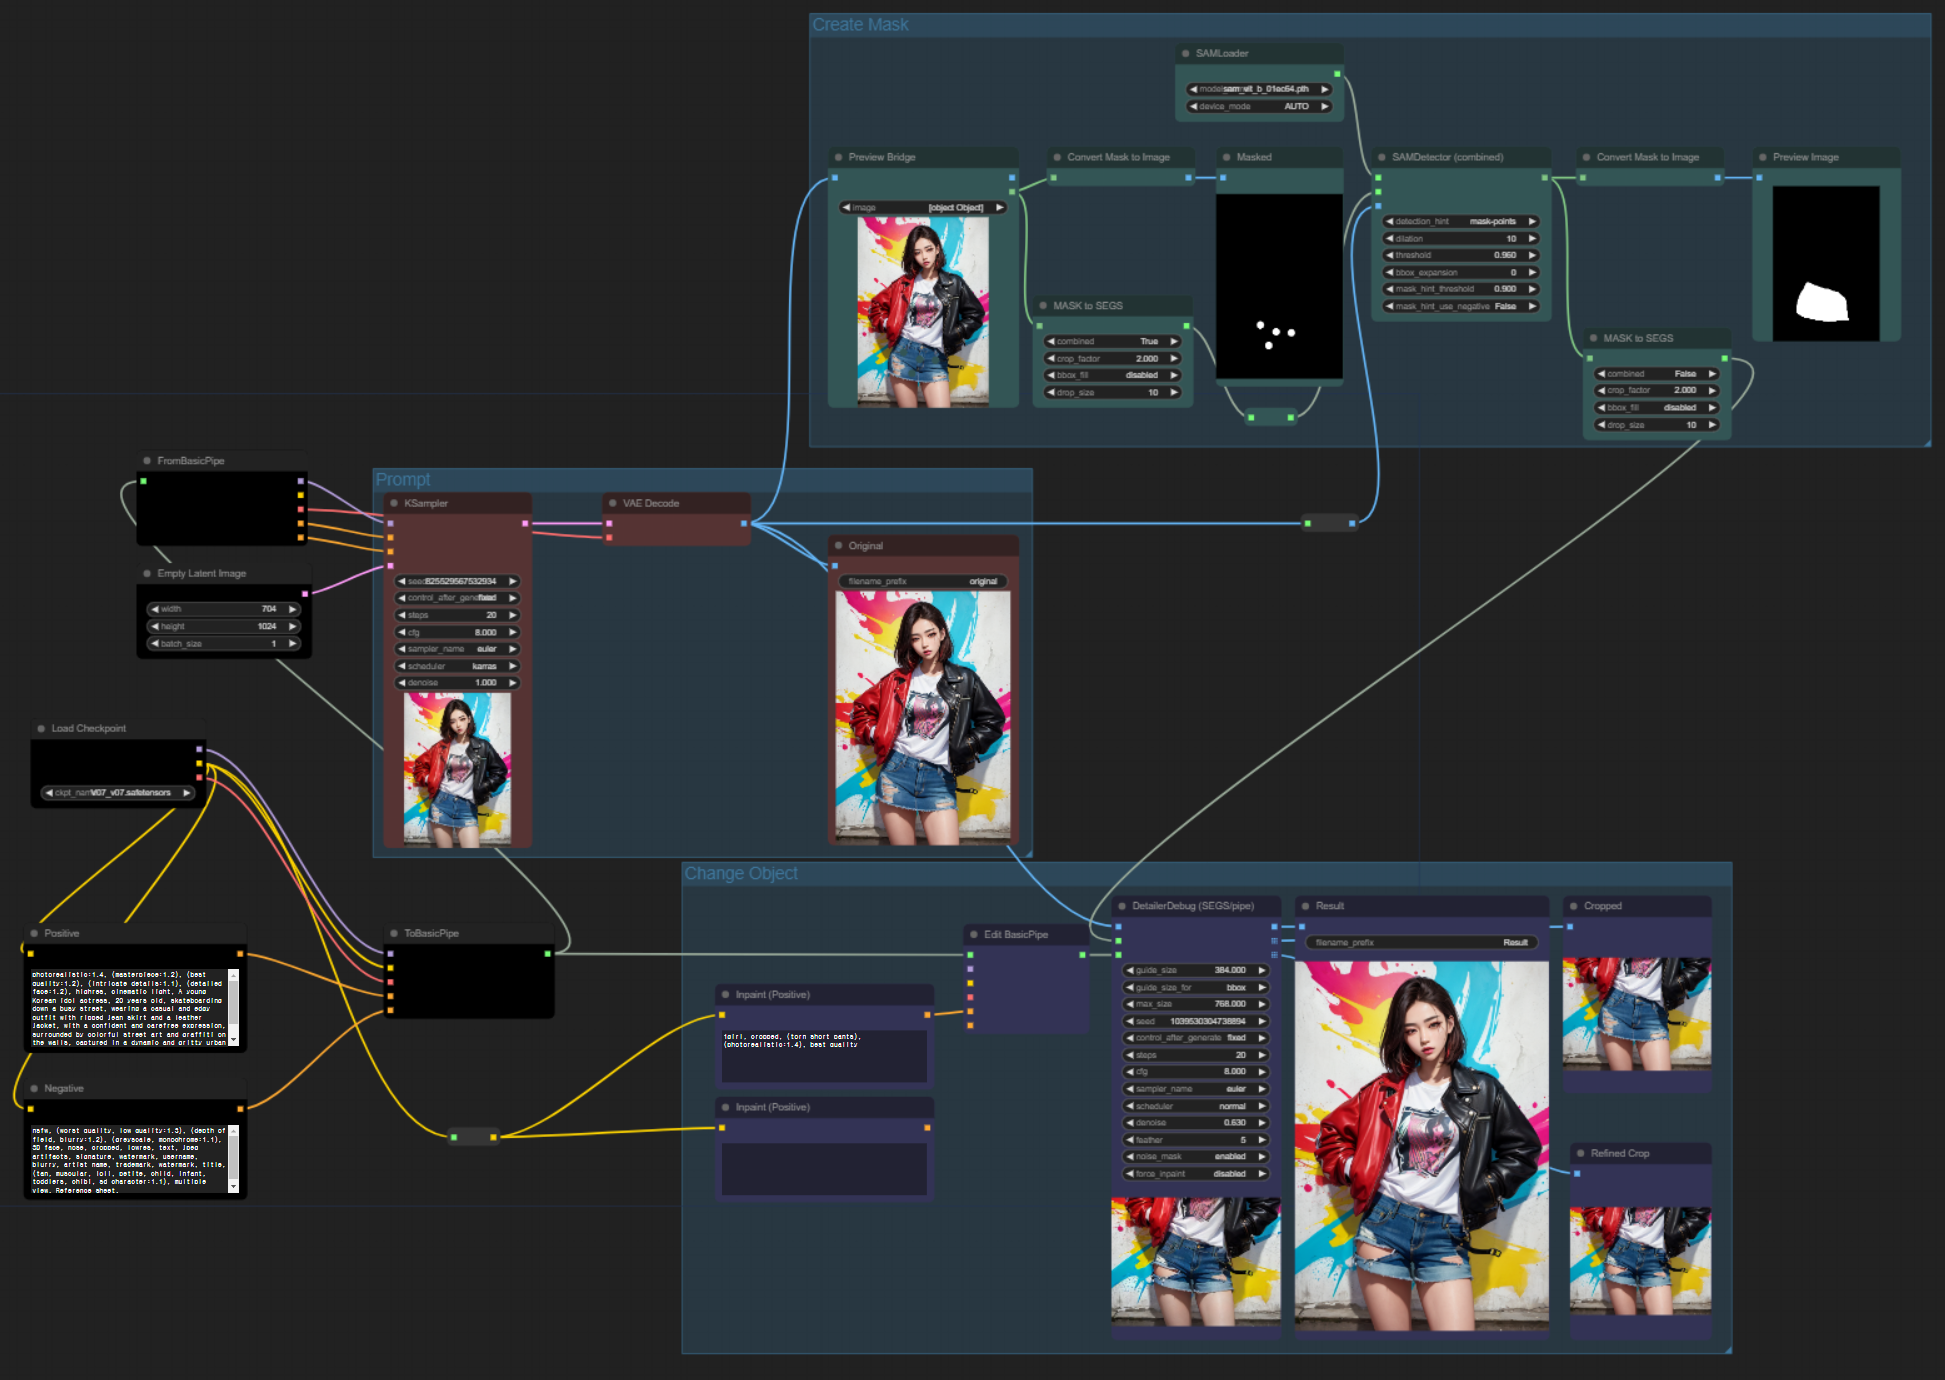 Create Mask
SAMLoader
sam_vit_b_01ec64.pth
device_mode AUTO
Preview Bridge
image [object Object]
Convert Mask to Image
Masked
MASK to SEGS
combined True
crop_factor 2.000
bbox_fill disabled
drop_size 10
SAMDetector (combined)
detection_hint mask-points
dilation 10
threshold 0.960
bbox_expansion 0
mask_hint_threshold 0.900
mask_hint_use_negative False
Convert Mask to Image
Preview Image
MASK to SEGS
combined False
crop_factor 2.000
bbox_fill disabled
drop_size 10
FromBasicPipe
Empty Latent Image
width 704
height 1024
batch_size 1
Prompt
KSampler
seed 825529567532934
control_after_gene fixed
steps 20
cfg 8.000
sampler_name euler
scheduler karras
denoise 1.000
VAE Decode
Original
filename_prefix original
Load Checkpoint
ckpt_nam V07_v07.safetensors
Positive
photorealistic:1.4, (masterpiece:1.2), (best
quality:1.2), (intricate details:1.1), (detailed
face:1.2), highres, cinematic light, A young
Korean idol actress, 20 years old, skateboarding
down a busy street, wearing a casual and edgy
outfit with ripped jean skirt and a leather
jacket, with a confident and carefree expression,
surrounded by colorful street art and graffiti on
the walls, captured in a dynamic and gritty urban
Negative
nsfw, (worst quality, low quality:1.3), (depth of
field, blurry:1.2), (greyscale, monochrome:1.1),
3D face, nose, cropped, lowres, text, jpeg
artifacts, signature, watermark, username,
blurry, artist name, trademark, watermark, title,
(tan, muscular, loli, petite, child, infant,
toddlers, chibi, sd character:1.1), multiple
view, Reference sheet,
ToBasicPipe
Change Object
Edit BasicPipe
Inpaint (Positive)
1girl, cropped, (torn short pants),
(photorealistic:1.4), best quality
Inpaint (Positive)
DetailerDebug (SEGS/pipe)
guide_size 384.000
guide_size_for bbox
max_size 768.000
seed 1039530304738894
control_after_generate fixed
steps 20
cfg 8.000
sampler_name euler
scheduler normal
denoise 0.630
feather 5
noise_mask enabled
force_inpaint disabled
Result
filename_prefix Result
Cropped
Refined Crop